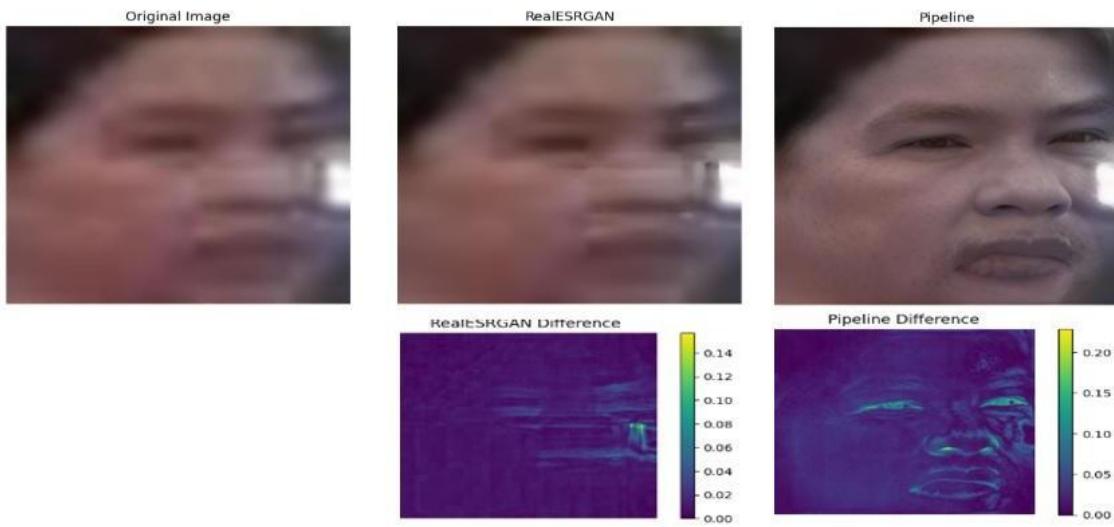 Original Image
RealESRGAN
Pipeline
RealESRGAN Difference
Pipeline Difference
0.14
0.12
0.10
0.08
0.06
0.04
0.02
0.00
0.20
0.15
0.10
0.05
0.00